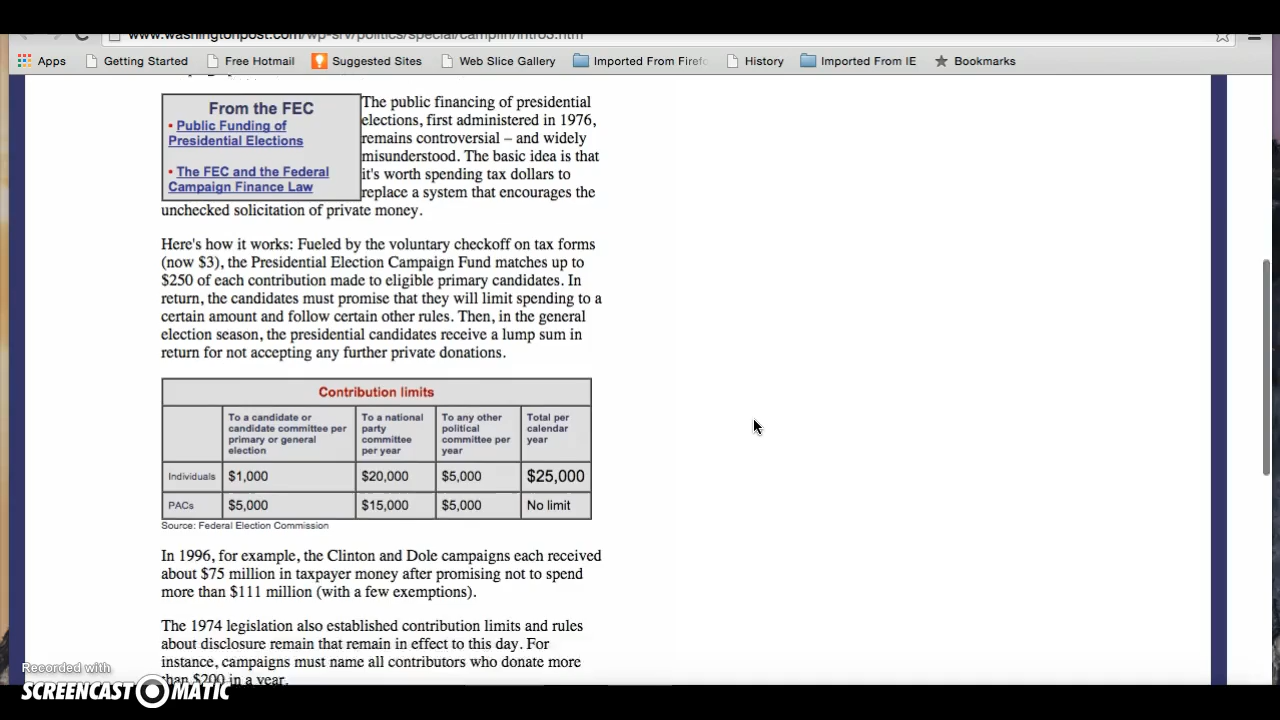 www.washingtonpost.com/wp-srv/politics/special/campfin/intro3.htm
Apps Getting Started Free Hotmail Suggested Sites Web Slice Gallery Imported From Firefo History Imported From IE Bookmarks
From the FEC
• Public Funding of
Presidential Elections
• The FEC and the Federal
Campaign Finance Law
The public financing of presidential
elections, first administered in 1976,
remains controversial – and widely
misunderstood. The basic idea is that
it's worth spending tax dollars to
replace a system that encourages the
unchecked solicitation of private money.
Here's how it works: Fueled by the voluntary checkoff on tax forms
(now $3), the Presidential Election Campaign Fund matches up to
$250 of each contribution made to eligible primary candidates. In
return, the candidates must promise that they will limit spending to a
certain amount and follow certain other rules. Then, in the general
election season, the presidential candidates receive a lump sum in
return for not accepting any further private donations.
Contribution limits
To a candidate or
candidate committee per
primary or general
election
To a national
party
committee
per year
To any other
political
committee per
year
Total per
calendar
year
Individuals $1,000 $20,000 $5,000 $25,000
PACs $5,000 $15,000 $5,000 No limit
Source: Federal Election Commission
In 1996, for example, the Clinton and Dole campaigns each received
about $75 million in taxpayer money after promising not to spend
more than $111 million (with a few exemptions).
The 1974 legislation also established contribution limits and rules
about disclosure remain that remain in effect to this day. For
instance, campaigns must name all contributors who donate more
than $200 in a year.
Recorded with
SCREENCAST MATIC